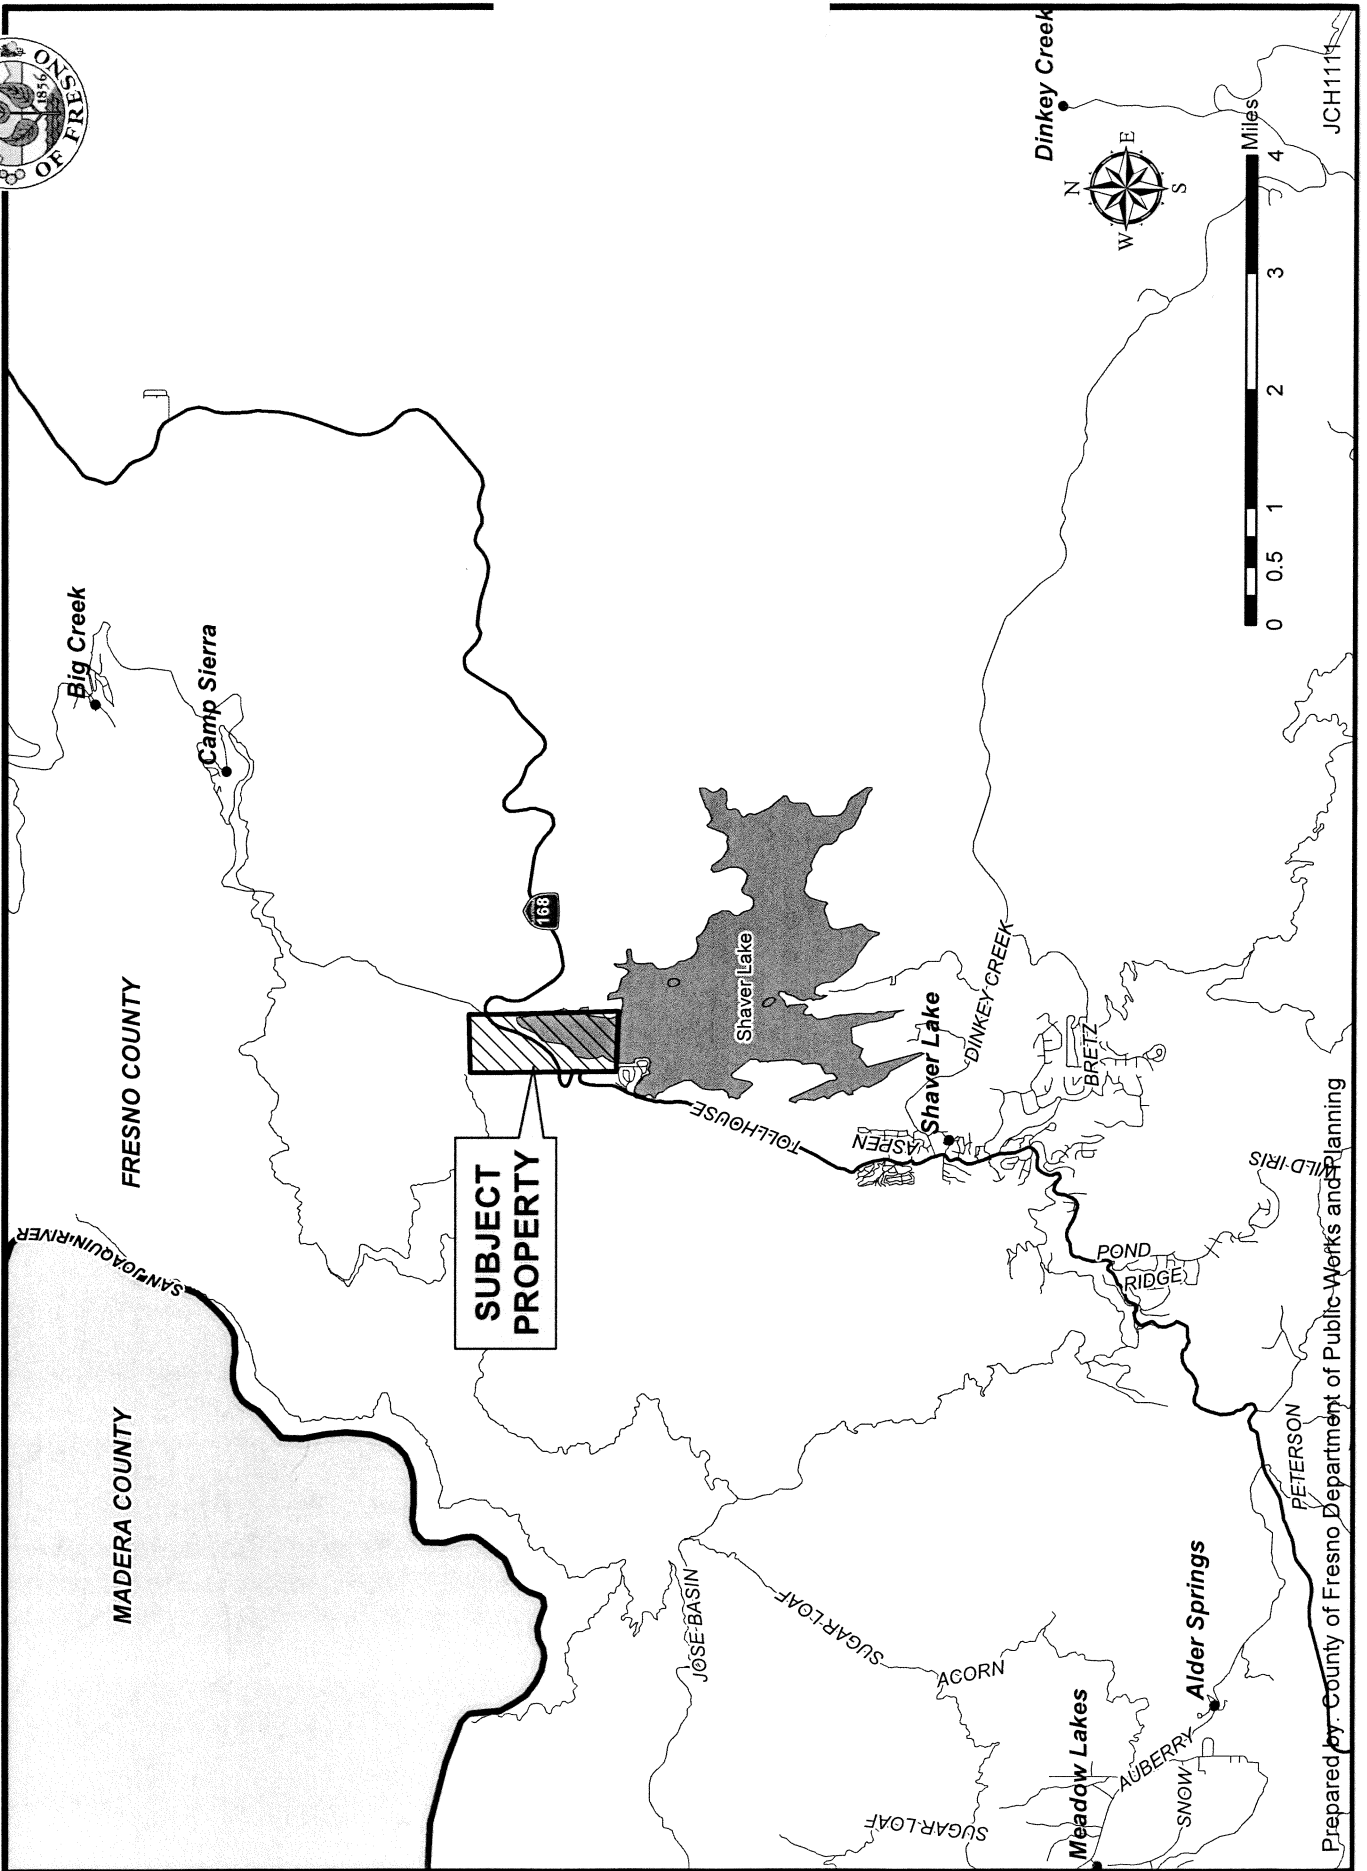 OF FRESNO
1856
MADERA COUNTY
FRESNO COUNTY
SAN JOAQUIN RIVER
Big Creek
Camp Sierra
168
SUBJECT
PROPERTY
Shaver Lake
TOLLHOUSE
ASPEN
Shaver Lake
DINKEY CREEK
BRETZ
POND
RIDGE
WILD IRIS
JOSE BASIN
SUGAR LOAF
ACORN
SUGAR LOAF
Meadow Lakes
Alder Springs
AUBERRY
SNOW
PETERSON
Dinkey Creek
N
W
E
S
0 0.5 1 2 3 4
Miles
Prepared by: County of Fresno Department of Public Works and Planning
JCH1111